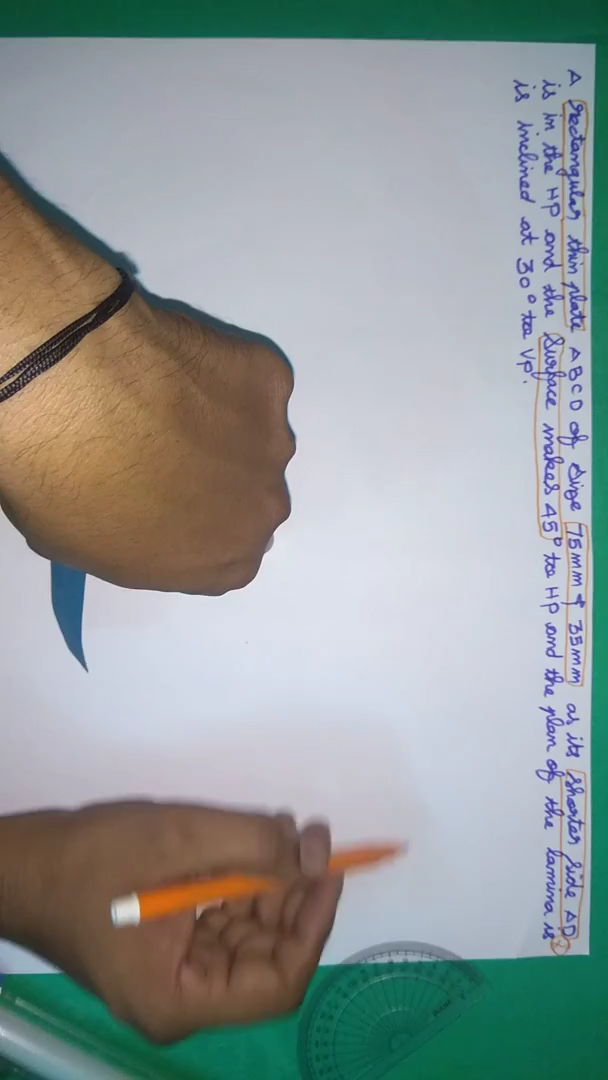 A rectangular thin plate ABCD of size 75mm & 35mm as its shorter side AD
is in the HP and the Surface makes 45° to HP and the plan of the lamina is
is inclined at 30° to VP.